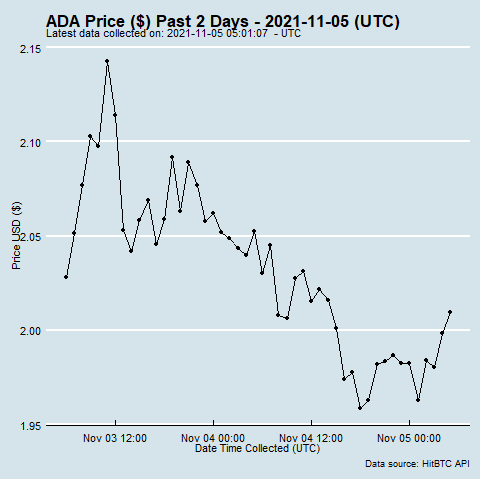 ADA Price ($) Past 2 Days - 2021-11-05 (UTC)
Latest data collected on: 2021-11-05 05:01:07  - UTC
2.15
2.10
2.05
2.00
1.95
Price USD ($)
Nov 03 12:00
Nov 04 00:00
Nov 04 12:00
Nov 05 00:00
Date Time Collected (UTC)
Data source: HitBTC API